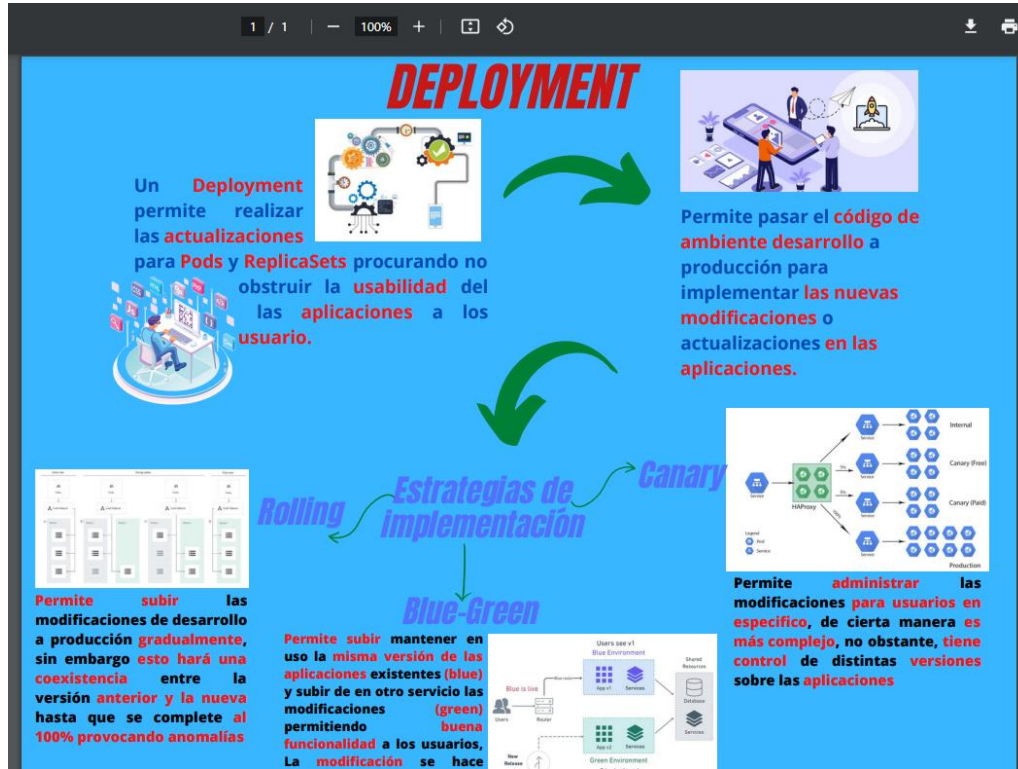 1 / 1
100%
DEPLOYMENT
Un Deployment
permite realizar
las actualizaciones
para Pods y ReplicaSets procurando no
obstruir la usabilidad del
las aplicaciones a los
usuario.
Permite pasar el código de
ambiente desarrollo a
producción para
implementar las nuevas
modificaciones o
actualizaciones en las
aplicaciones.
Estrategias de
implementación
Rolling
Canary
Blue-Green
Permite subir las
modificaciones de desarrollo
a producción gradualmente,
sin embargo esto hará una
coexistencia entre la
versión anterior y la nueva
hasta que se complete al
100% provocando anomalías
Permite subir mantener en
uso la misma versión de las
aplicaciones existentes (blue)
y subir de en otro servicio las
modificaciones (green)
permitiendo buena
funcionalidad a los usuarios,
La modificación se hace
Users see v1
Blue Environment
Shared
Resources
Blue is live
App v1
Services
Database
Users
Router
Services
App v2
Services
New
Release
Green Environment
Service
Internal
Service
HAProxy
Service
Canary (Free)
Service
Canary (Paid)
Legend
Pod
Service
Service
Production
Permite administrar las
modificaciones para usuarios en
especifico, de cierta manera es
más complejo, no obstante, tiene
control de distintas versiones
sobre las aplicaciones